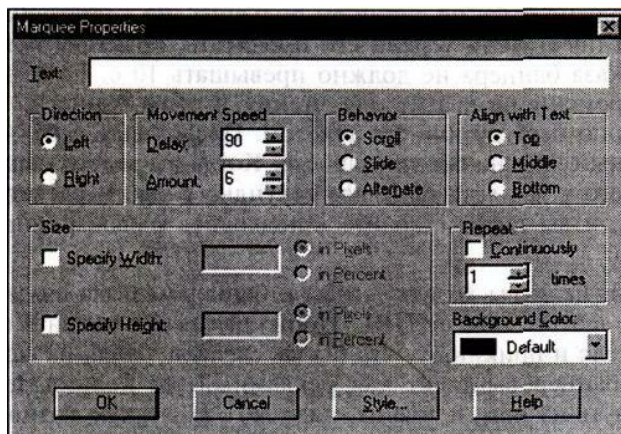 Marquee Properties
Text:
Direction
Left
Right
Movement Speed
Delay: 90
Amount: 6
Behavior
Scroll
Slide
Alternate
Align with Text
Top
Middle
Bottom
Size
Specify Width:
in Pixels
in Percent
Specify Height:
in Pixels
in Percent
Repeat
Continuously
1 times
Background Color:
Default
OK Cancel Style... Help